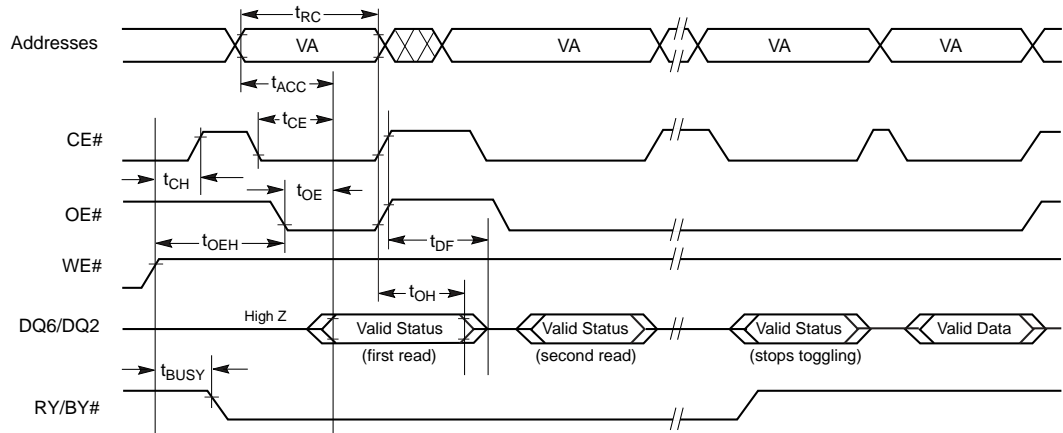 tRC
Addresses VA VA VA VA
tACC
tCE
CE#
tCH tOE
OE#
tOEH tDF
WE#
tOH
High Z
DQ6/DQ2 Valid Status Valid Status Valid Status Valid Data
(first read) (second read) (stops toggling)
tBUSY
RY/BY#